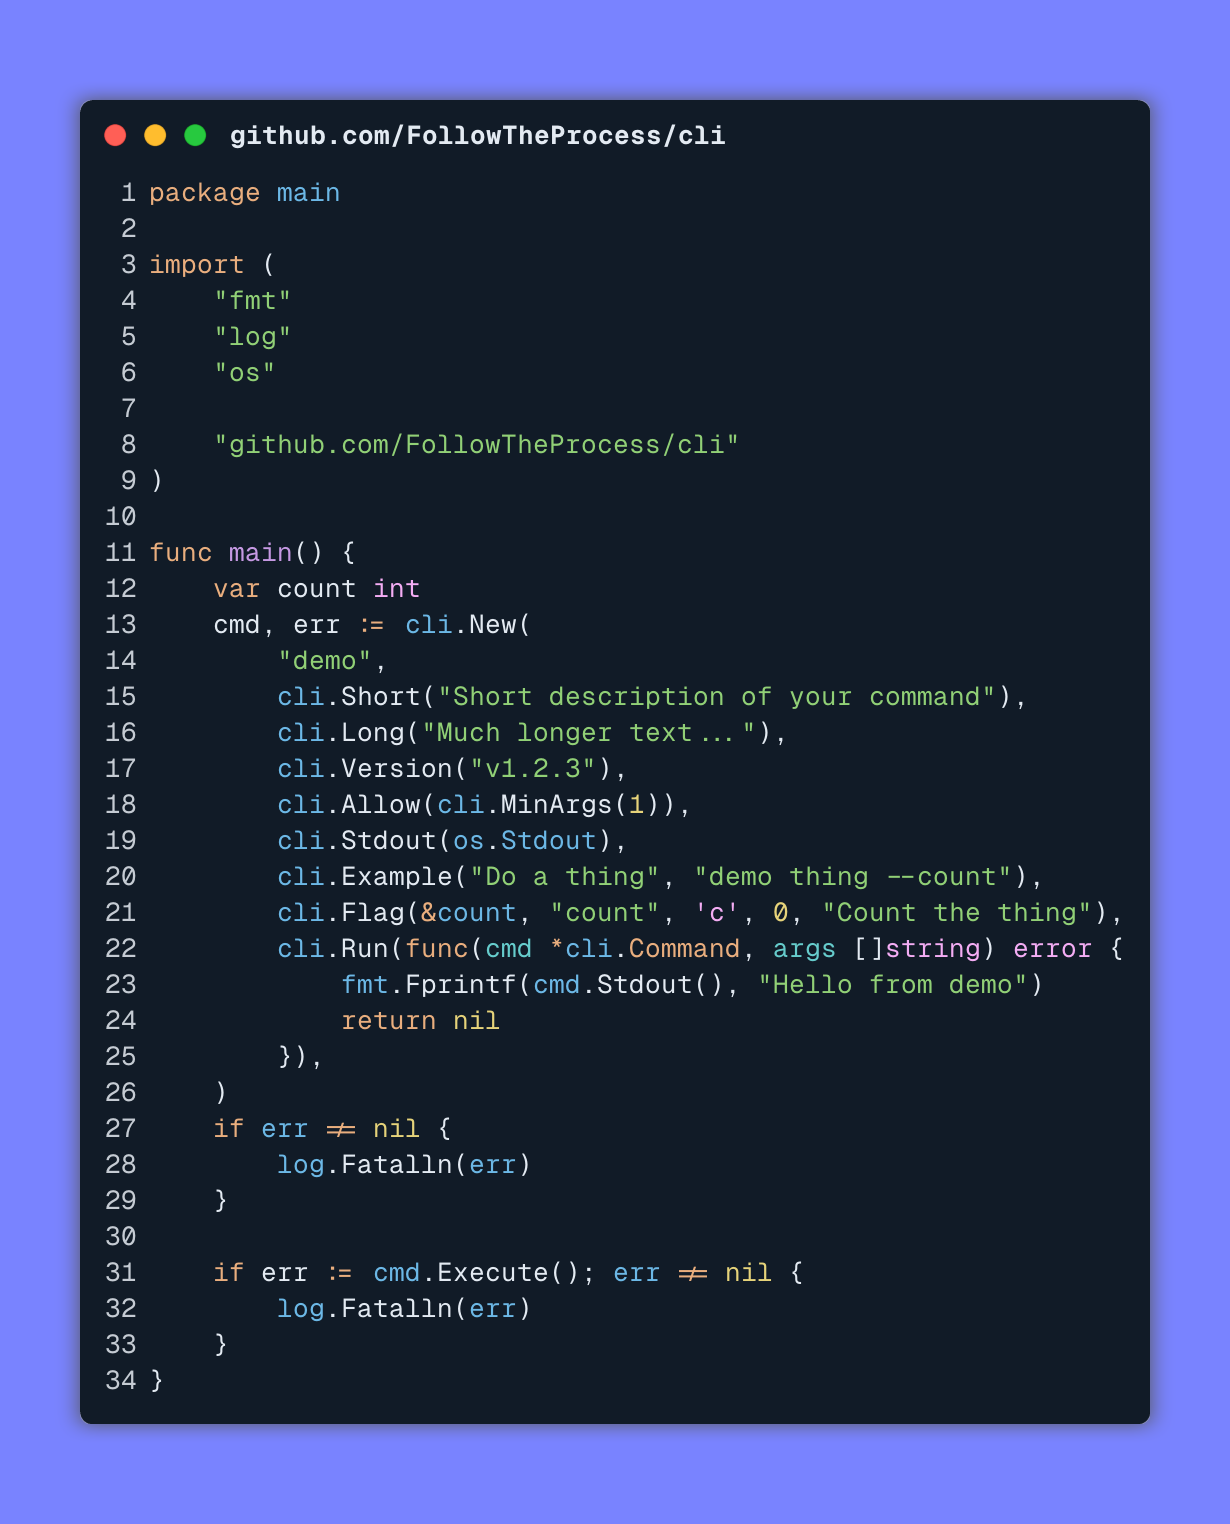 github.com/FollowTheProcess/cli
1 package main
2
3 import (
4     "fmt"
5     "log"
6     "os"
7
8     "github.com/FollowTheProcess/cli"
9 )
10
11 func main() {
12     var count int
13     cmd, err := cli.New(
14         "demo",
15         cli.Short("Short description of your command"),
16         cli.Long("Much longer text..."),
17         cli.Version("v1.2.3"),
18         cli.Allow(cli.MinArgs(1)),
19         cli.Stdout(os.Stdout),
20         cli.Example("Do a thing", "demo thing --count"),
21         cli.Flag(&count, "count", 'c', 0, "Count the thing"),
22         cli.Run(func(cmd *cli.Command, args []string) error {
23             fmt.Fprintf(cmd.Stdout(), "Hello from demo")
24             return nil
25         }),
26     )
27     if err != nil {
28         log.Fatalln(err)
29     }
30
31     if err := cmd.Execute(); err != nil {
32         log.Fatalln(err)
33     }
34 }